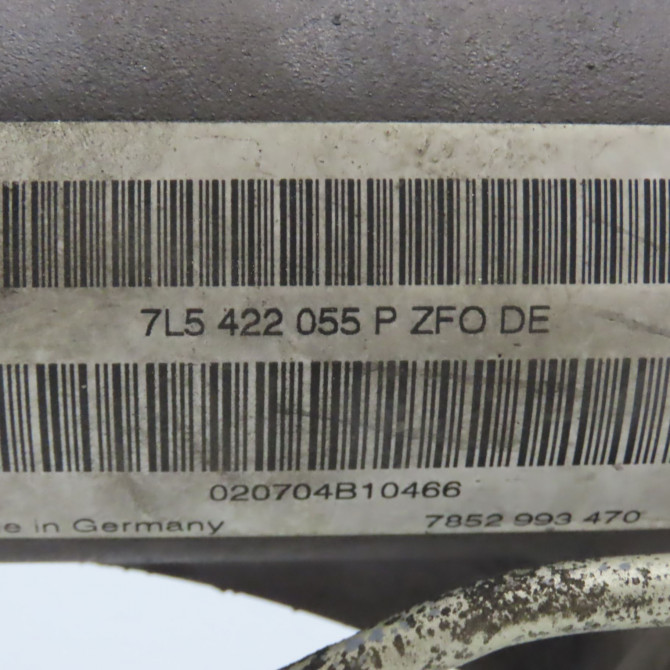 7L5 422 055 P ZFO DE
020704B10466
in Germany 7852 993 470